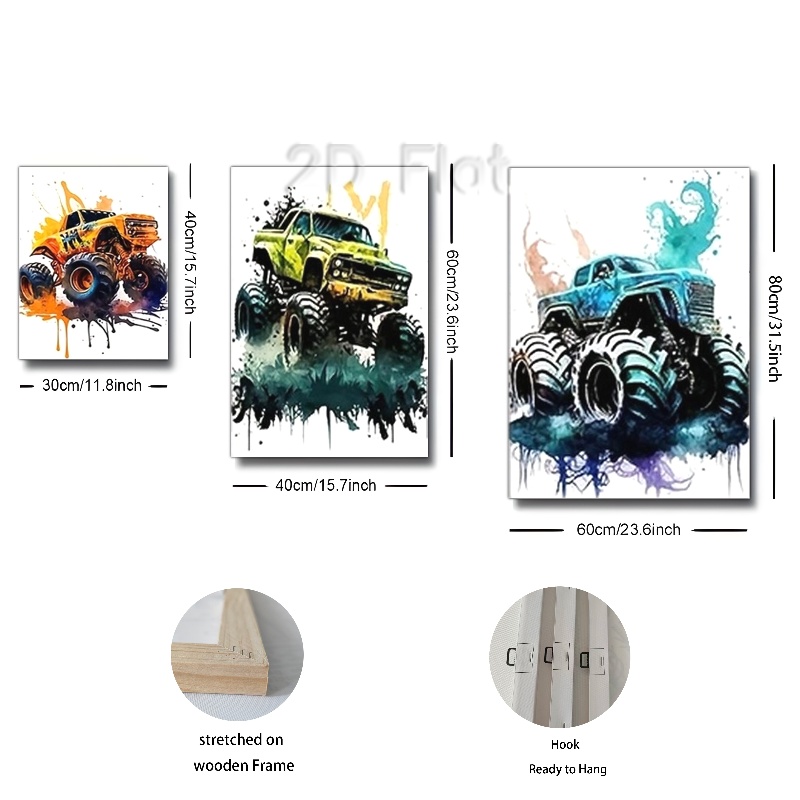 2D Flat
40cm/15.7inch
30cm/11.8inch
60cm/23.6inch
40cm/15.7inch
80cm/31.5inch
60cm/23.6inch
stretched on
wooden Frame
Hook
Ready to Hang